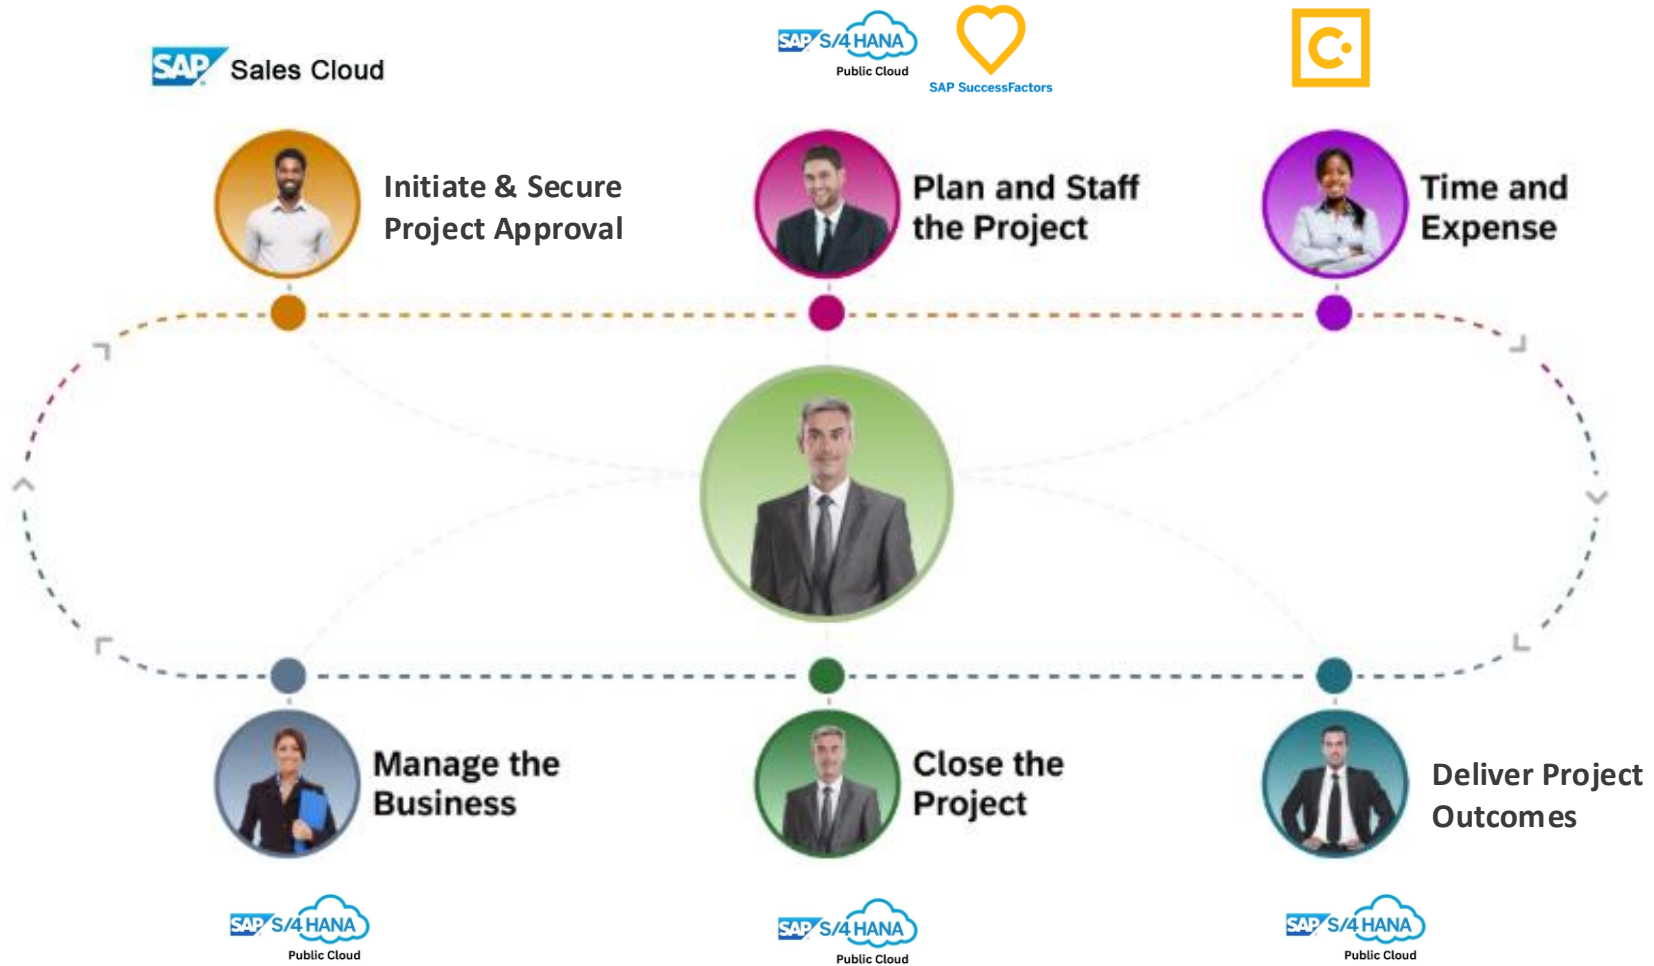 SAP Sales Cloud
SAP S/4HANA
Public Cloud
SAP SuccessFactors
C.
Initiate & Secure
Project Approval
Plan and Staff
the Project
Time and
Expense
Manage the
Business
Close the
Project
Deliver Project
Outcomes
SAP S/4HANA
Public Cloud
SAP S/4HANA
Public Cloud
SAP S/4HANA
Public Cloud